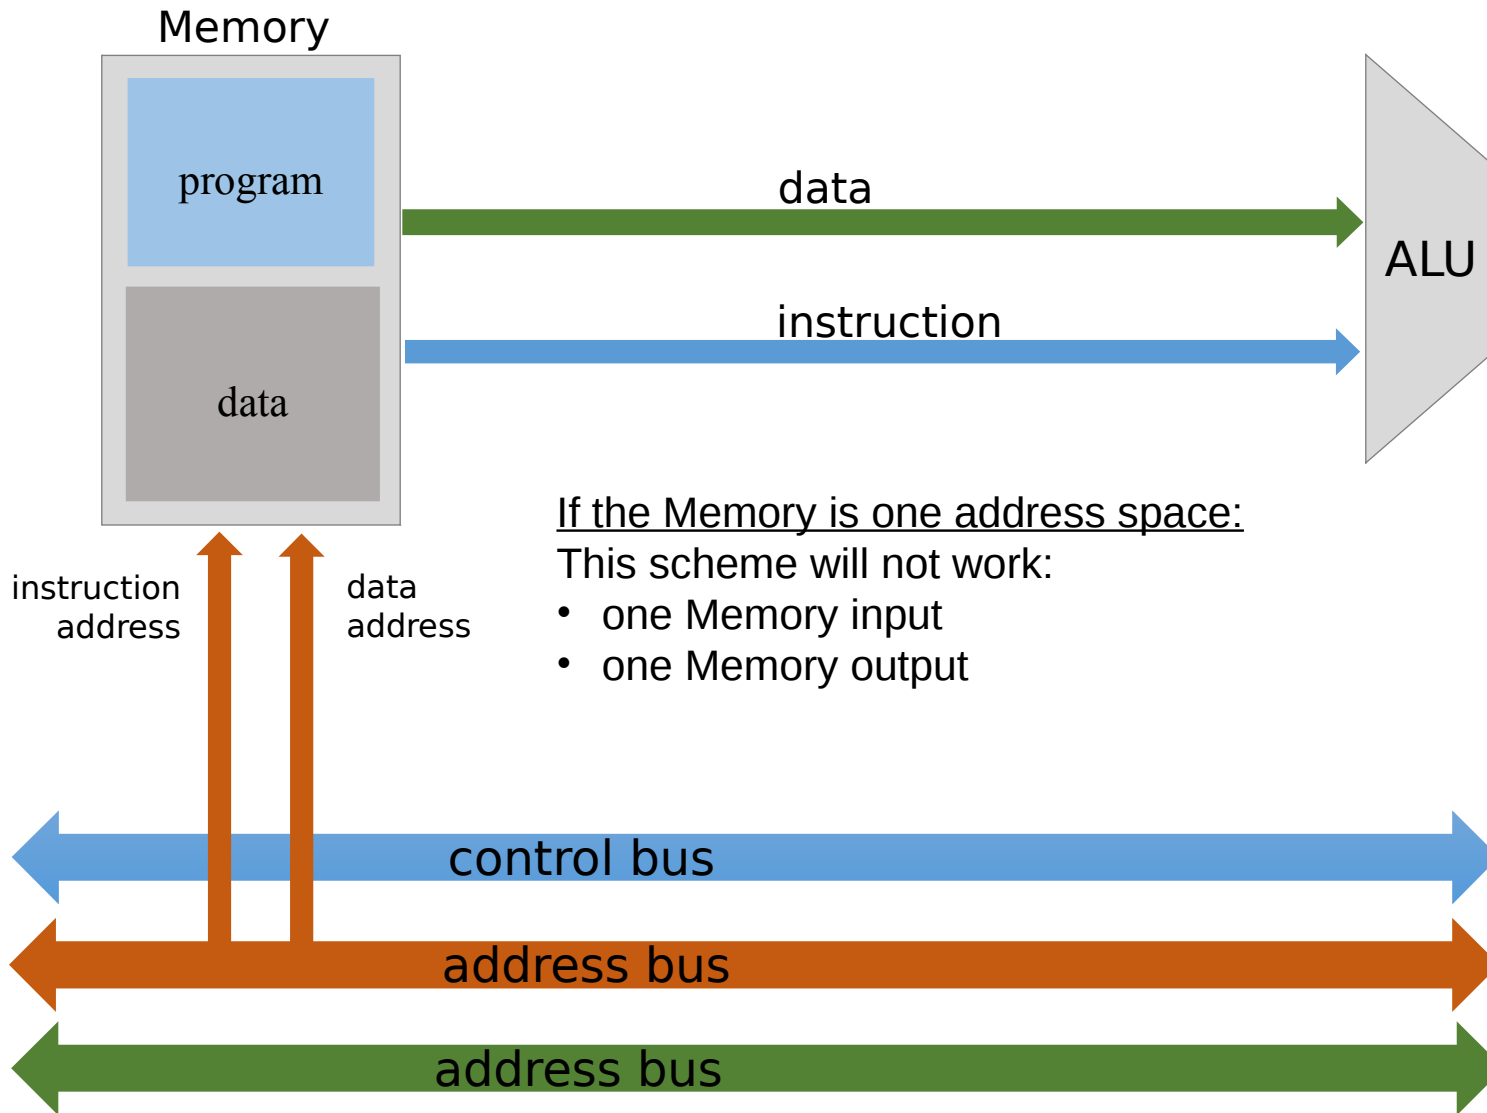 Memory
program
data
data
instruction
ALU
If the Memory is one address space:
This scheme will not work:
• one Memory input
• one Memory output
instruction
address
data
address
control bus
address bus
address bus